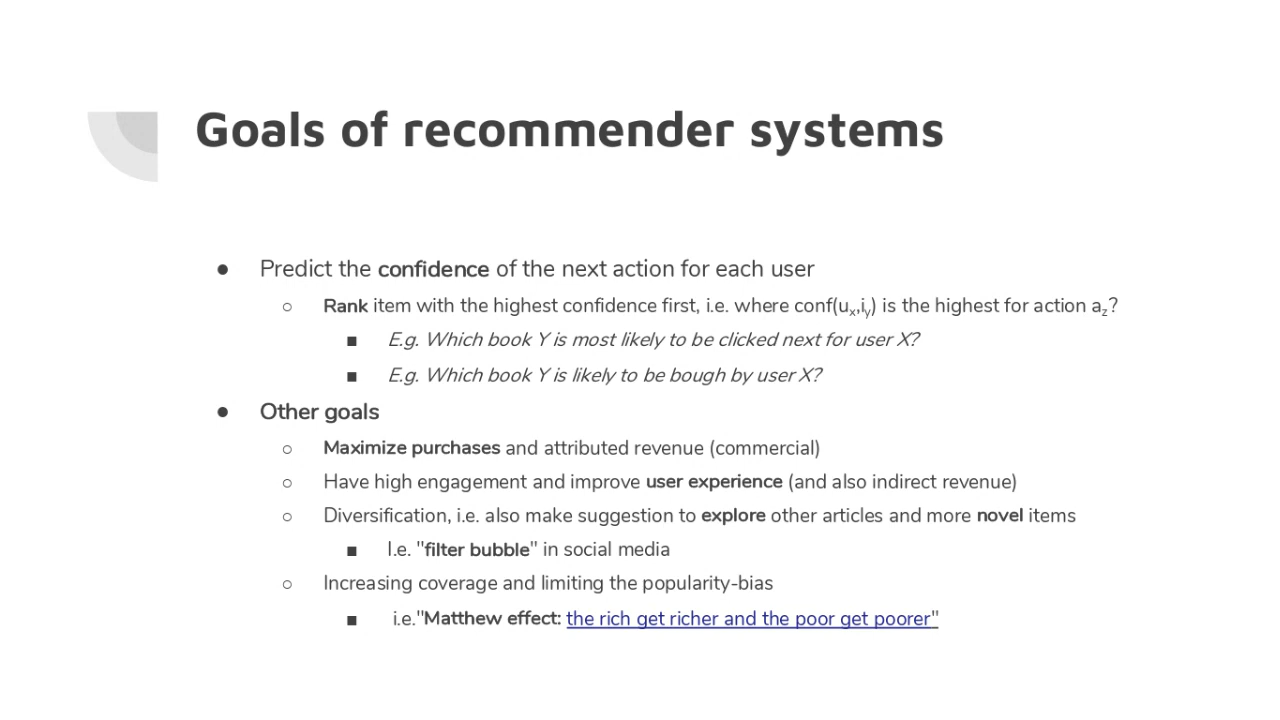 Goals of recommender systems
● Predict the confidence of the next action for each user
○ Rank item with the highest confidence first, i.e. where conf(uₓ,iᵧ) is the highest for action a_z?
■ E.g. Which book Y is most likely to be clicked next for user X?
■ E.g. Which book Y is likely to be bough by user X?
● Other goals
○ Maximize purchases and attributed revenue (commercial)
○ Have high engagement and improve user experience (and also indirect revenue)
○ Diversification, i.e. also make suggestion to explore other articles and more novel items
■ I.e. "filter bubble" in social media
○ Increasing coverage and limiting the popularity-bias
■ i.e."Matthew effect: the rich get richer and the poor get poorer"